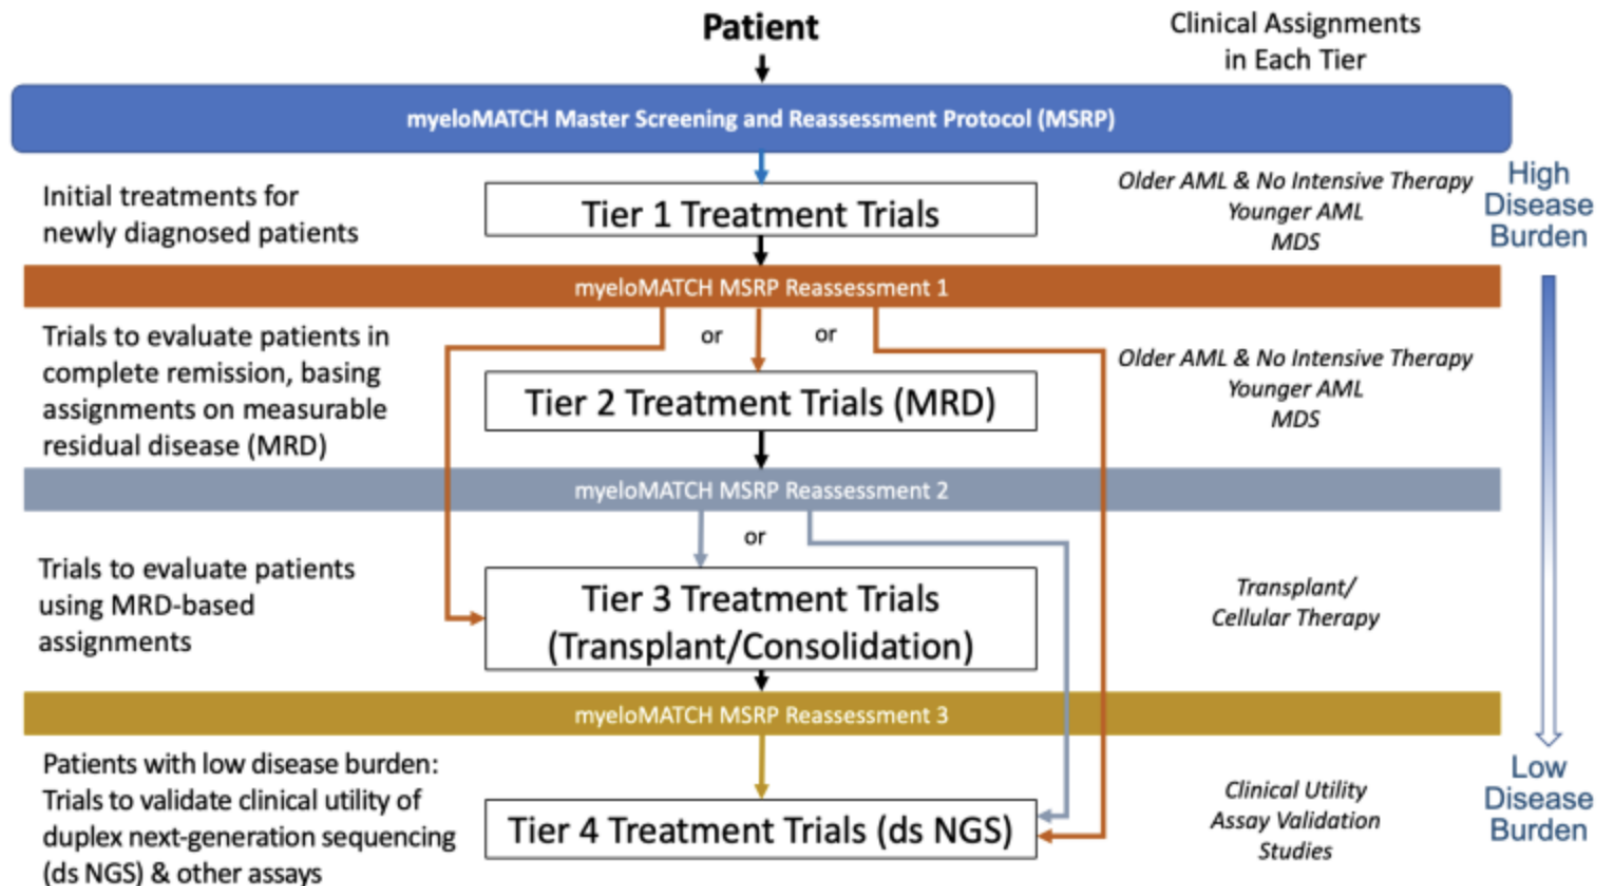 Patient
Clinical Assignments
in Each Tier
myeloMATCH Master Screening and Reassessment Protocol (MSRP)
Initial treatments for
newly diagnosed patients
Tier 1 Treatment Trials
Older AML & No Intensive Therapy
Younger AML
MDS
High
Disease
Burden
myeloMATCH MSRP Reassessment 1
Trials to evaluate patients in
complete remission, basing
assignments on measurable
residual disease (MRD)
or
or
Tier 2 Treatment Trials (MRD)
Older AML & No Intensive Therapy
Younger AML
MDS
myeloMATCH MSRP Reassessment 2
or
Trials to evaluate patients
using MRD-based
assignments
Tier 3 Treatment Trials
(Transplant/Consolidation)
Transplant/
Cellular Therapy
myeloMATCH MSRP Reassessment 3
Patients with low disease burden:
Trials to validate clinical utility of
duplex next-generation sequencing
(ds NGS) & other assays
Tier 4 Treatment Trials (ds NGS)
Clinical Utility
Assay Validation
Studies
Low
Disease
Burden